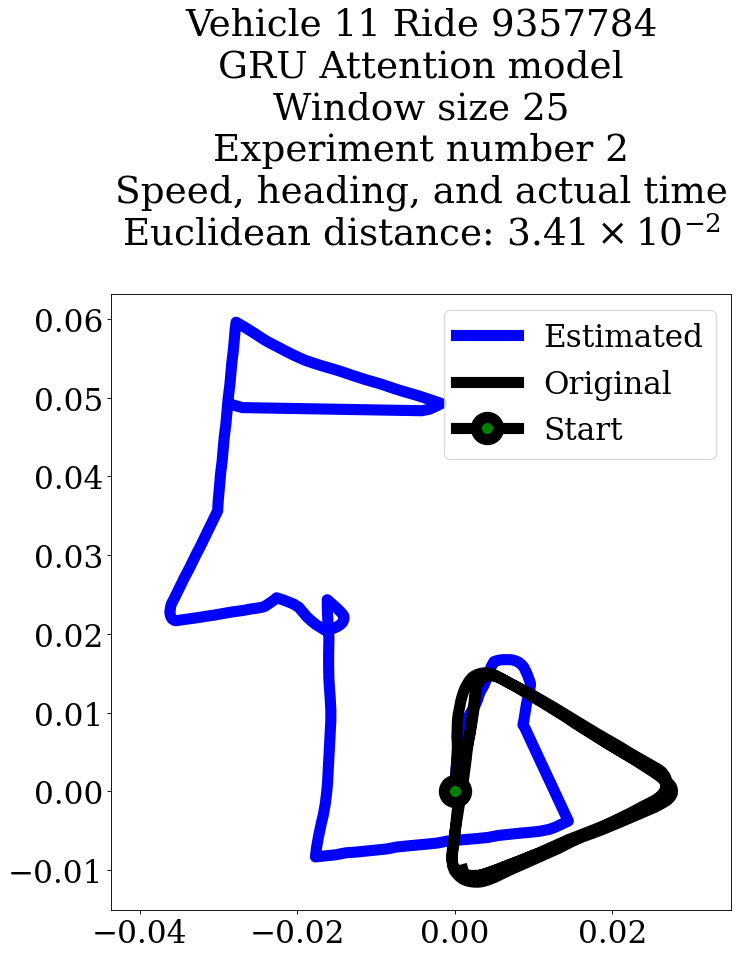 Vehicle 11 Ride 9357784
GRU Attention model
Window size 25
Experiment number 2
Speed, heading, and actual time
Euclidean distance: 3.41 × 10⁻²
Estimated
Original
Start
0.06
0.05
0.04
0.03
0.02
0.01
0.00
−0.01
−0.04 −0.02 0.00 0.02